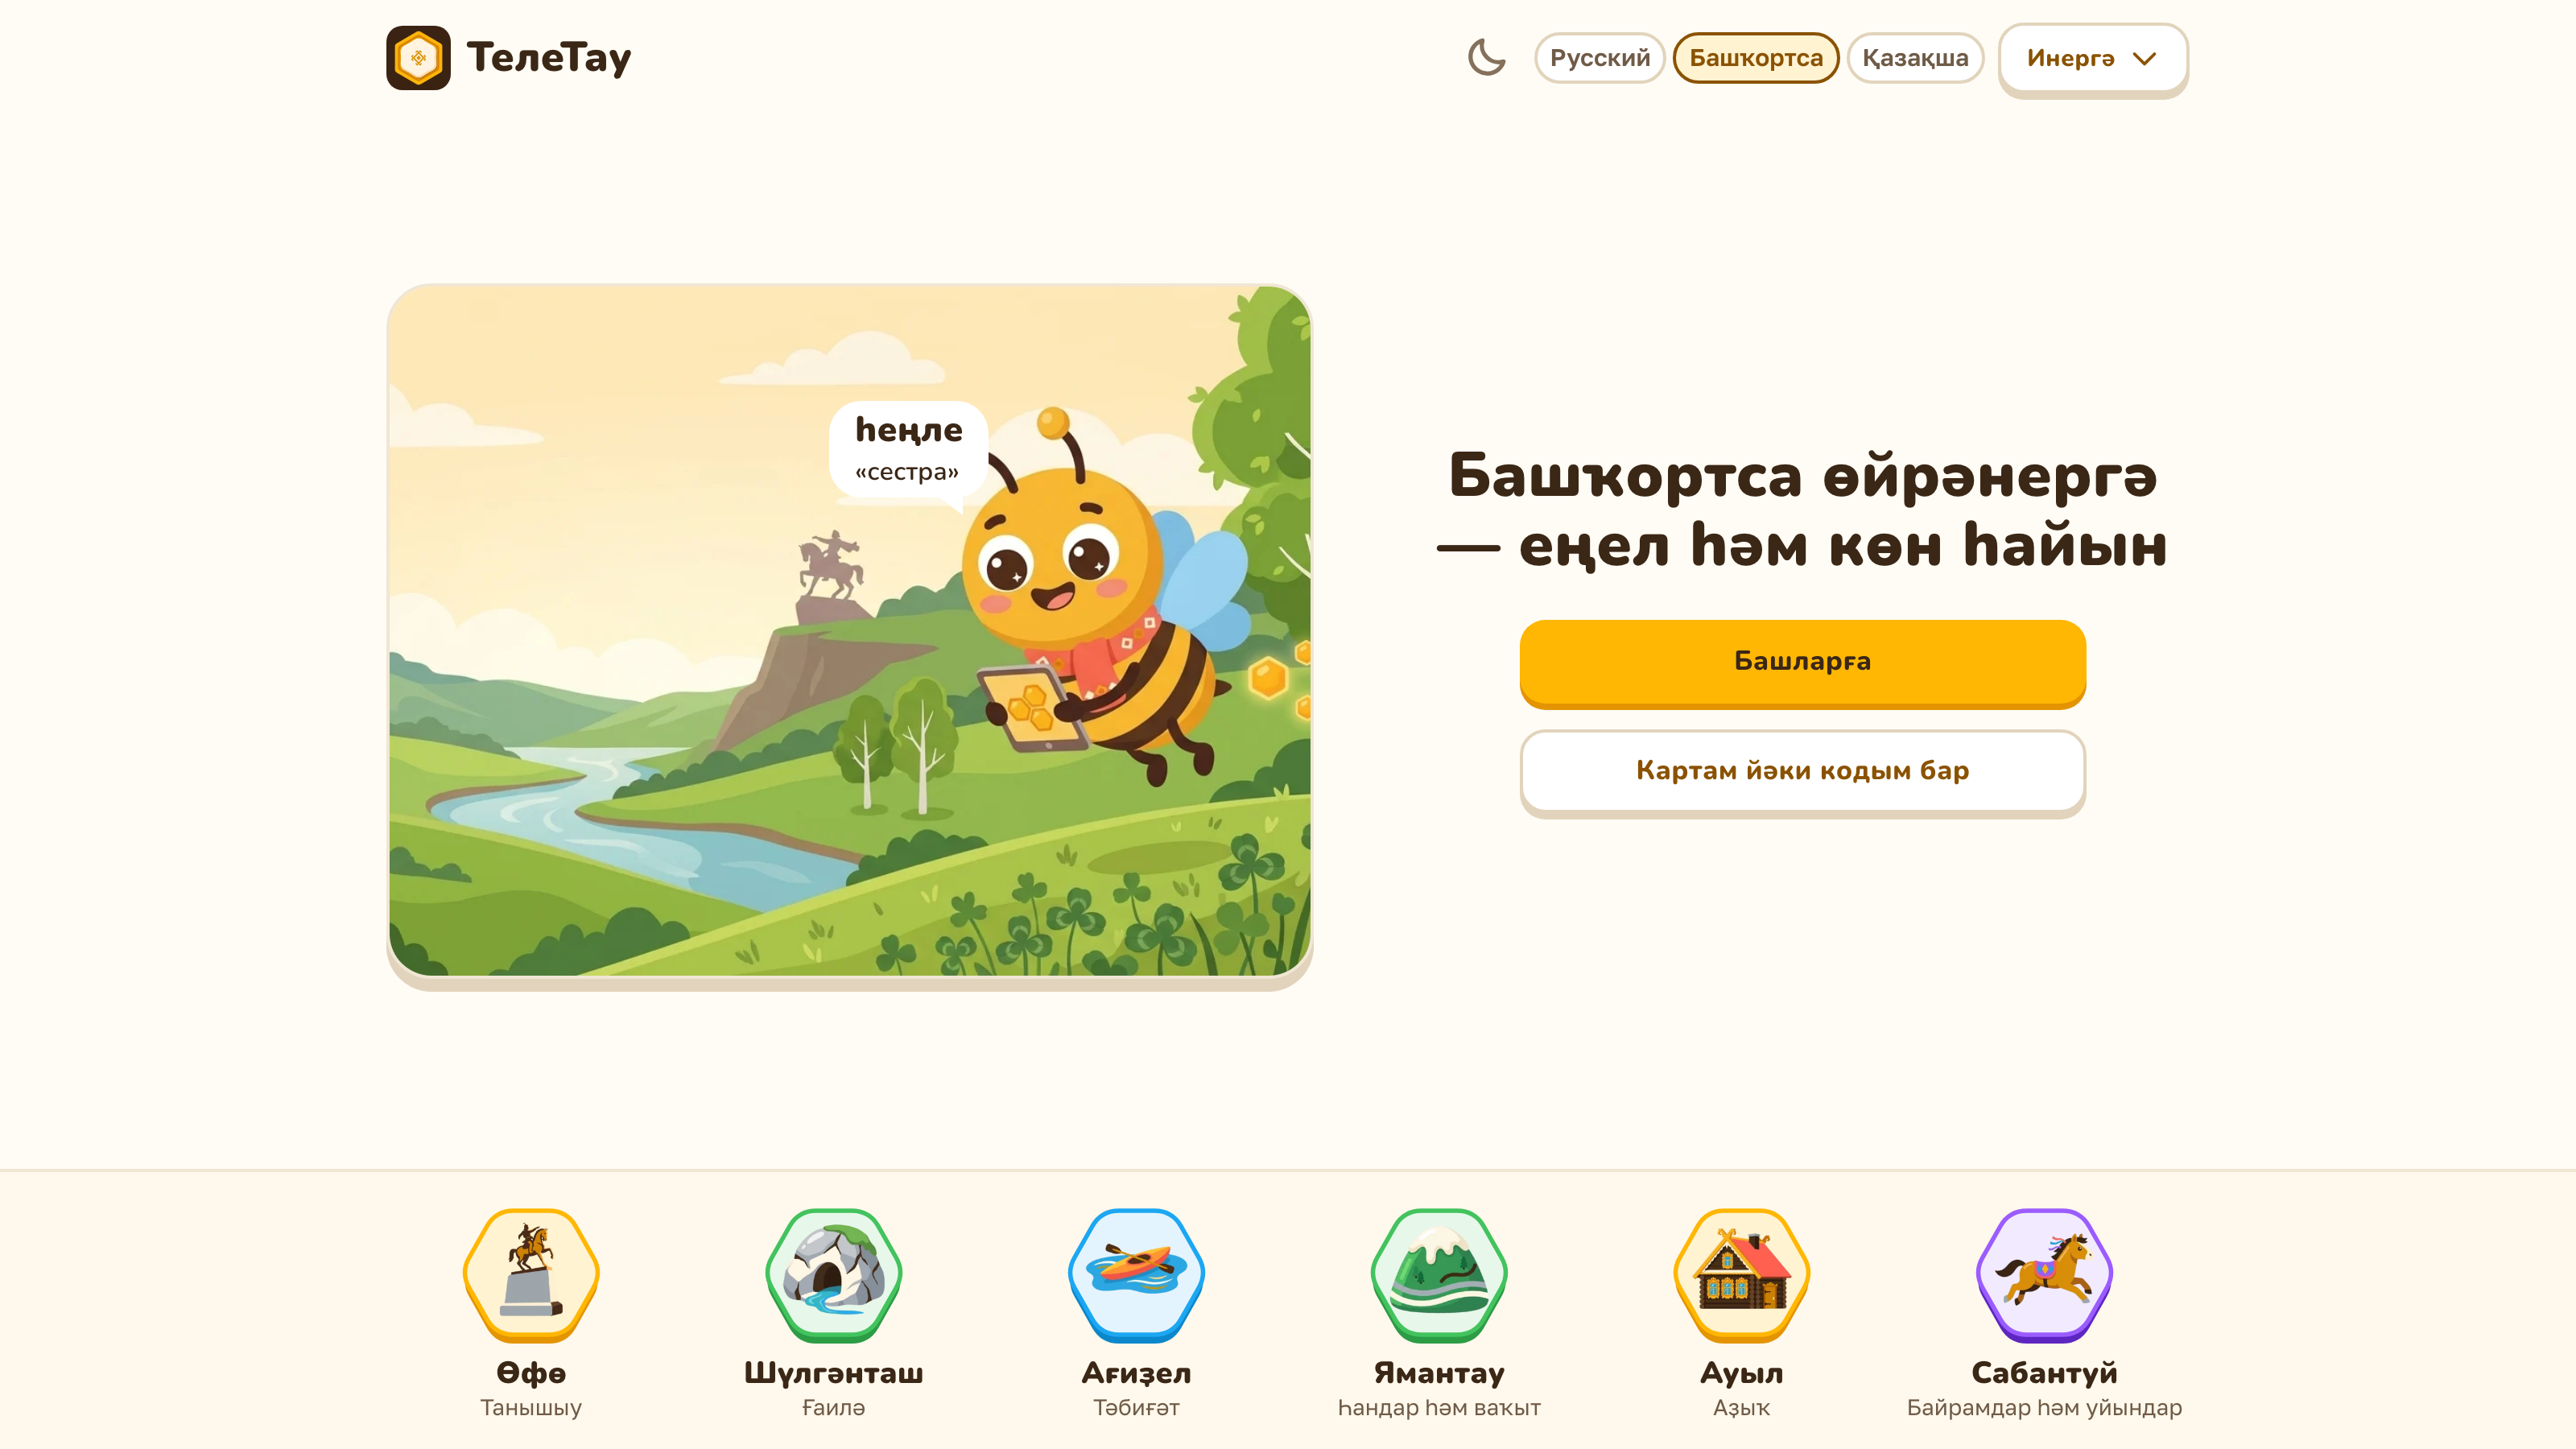 ТелеТау
Русский
Башҡортса
Қазақша
Инергә
һеңле
«сестра»
Башҡортса өйрәнергә
— еңел һәм көн һайын
Башларға
Картам йәки кодым бар
Өфө
Танышыу
Шүлгәнташ
Ғаилә
Ағиҙел
Тәбиғәт
Ямантау
Һандар һәм ваҡыт
Ауыл
Аҙыҡ
Сабантуй
Байрамдар һәм уйындар